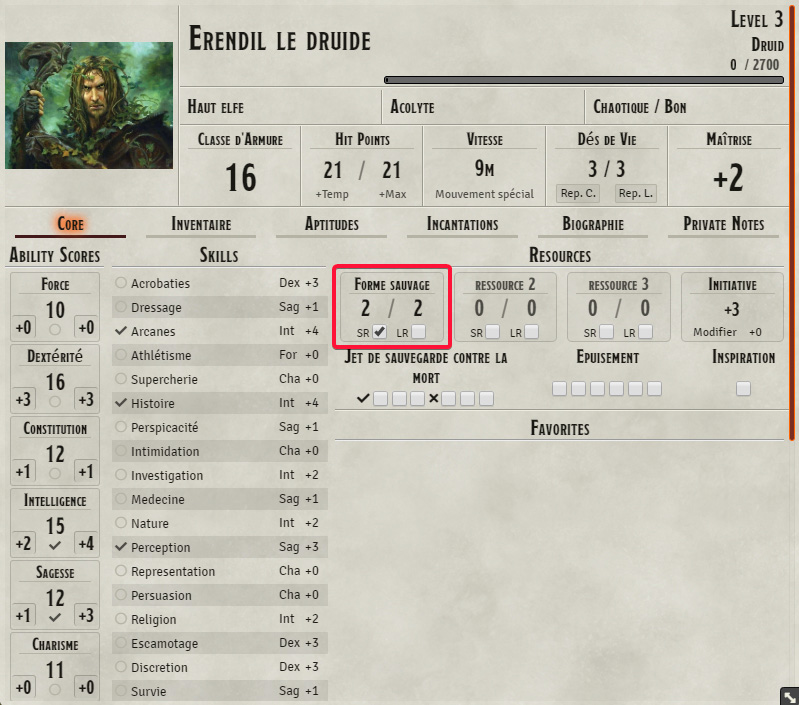 Erendil le druide
Level 3
Druid
0 / 2700
Haut elfe
Acolyte
Chaotique / Bon
Classe d'Armure
16
Hit Points
21 / 21
+Temp +Max
Vitesse
9m
Mouvement spécial
Dés de Vie
3 / 3
Rep. C. Rep. L.
Maîtrise
+2
Core Inventaire Aptitudes Incantations Biographie Private Notes
Ability Scores
Force
10
+0 +0
Dextérité
16
+3 +3
Constitution
12
+1 +1
Intelligence
15
+2 +4
Sagesse
12
+1 +3
Charisme
11
+0 +0
Skills
Acrobaties Dex +3
Dressage Sag +1
Arcanes Int +4
Athlétisme For +0
Supercherie Cha +0
Histoire Int +4
Perspicacité Sag +1
Intimidation Cha +0
Investigation Int +2
Medecine Sag +1
Nature Int +2
Perception Sag +3
Representation Cha +0
Persuasion Cha +0
Religion Int +2
Escamotage Dex +3
Discretion Dex +3
Survie Sag +1
Resources
Forme sauvage
2 / 2
SR LR
ressource 2
0 / 0
SR LR
ressource 3
0 / 0
SR LR
Initiative
+3
Modifier +0
Jet de sauvegarde contre la
mort
Epuisement
Inspiration
Favorites